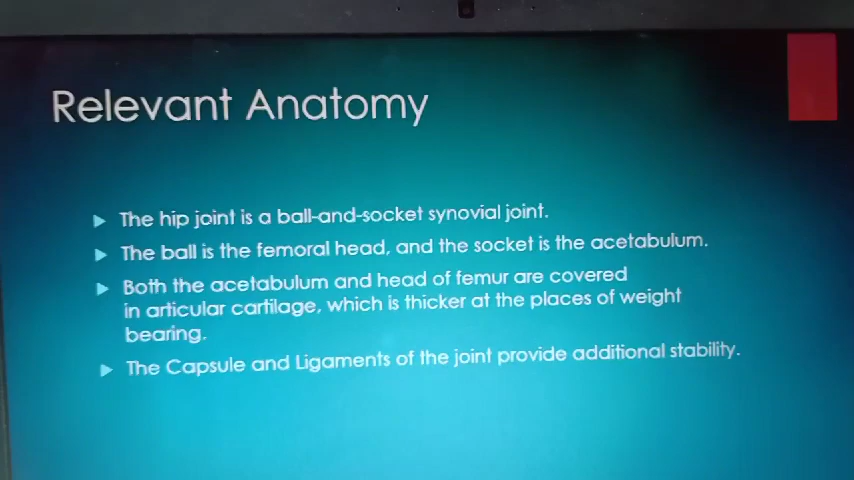 Relevant Anatomy
The hip joint is a ball-and-socket synovial joint.
The ball is the femoral head, and the socket is the acetabulum.
Both the acetabulum and head of femur are covered
in articular cartilage, which is thicker at the places of weight
bearing.
The Capsule and Ligaments of the joint provide additional stability.